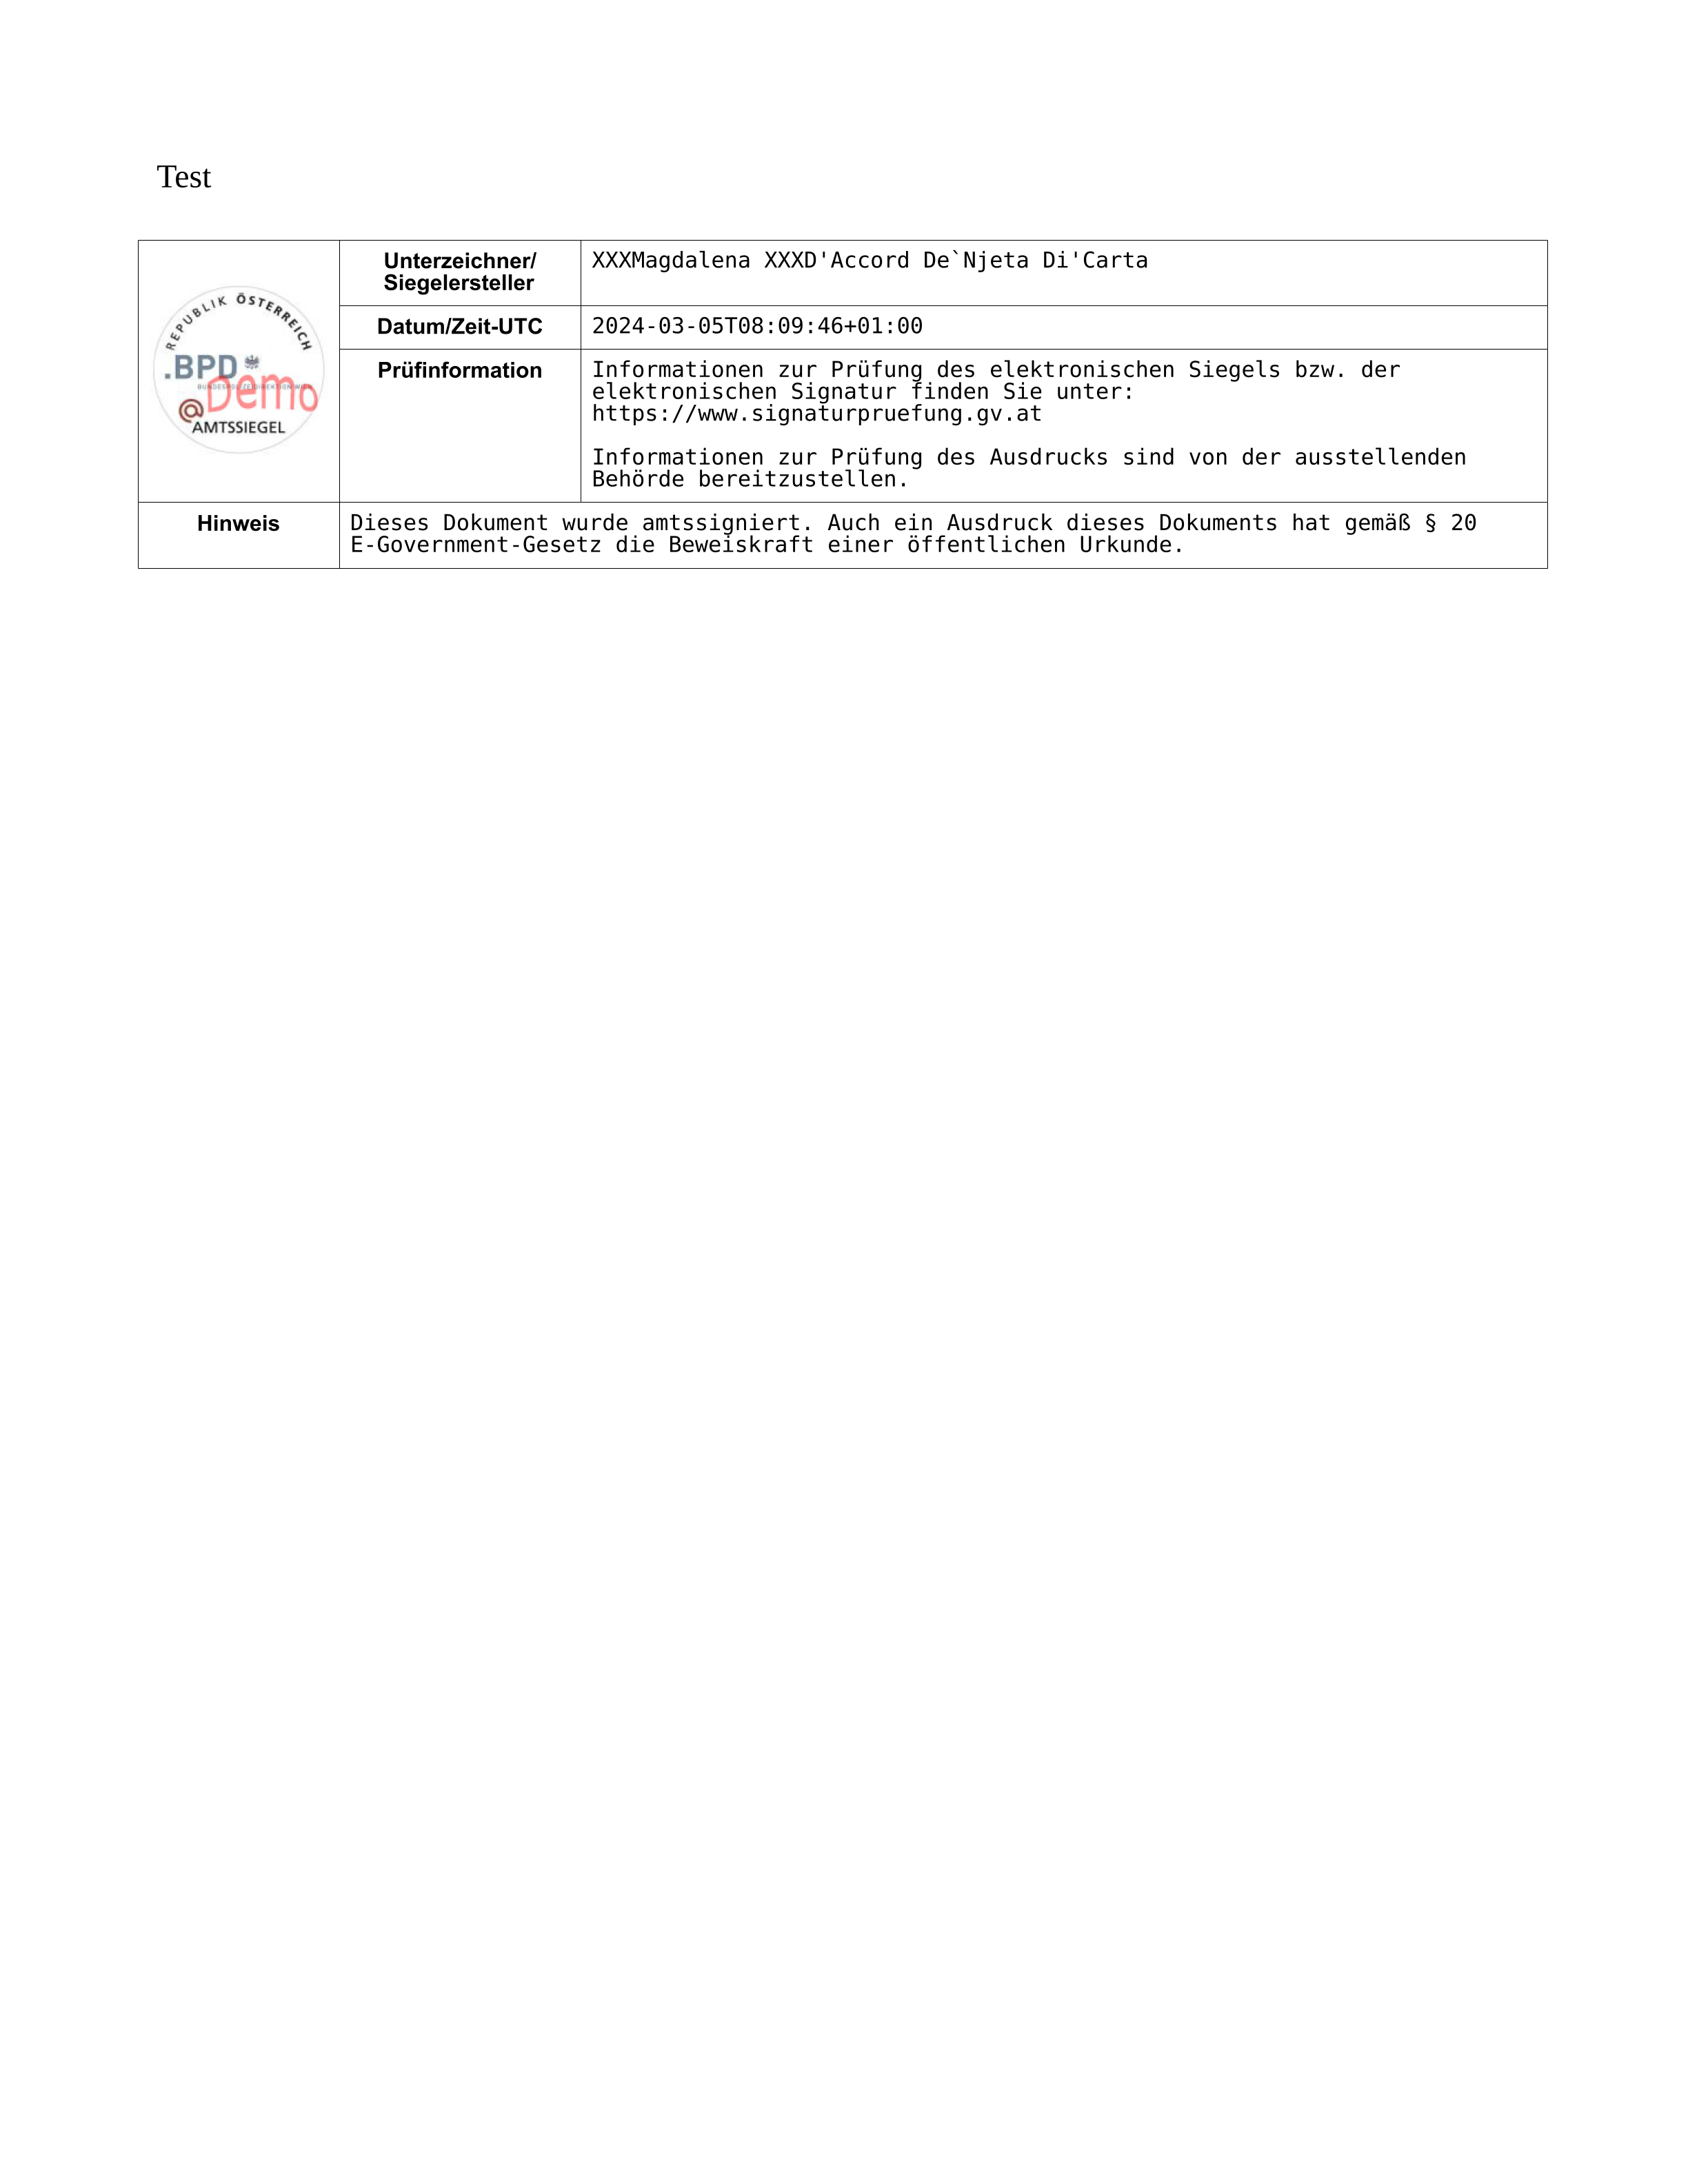 Test
REPUBLIK ÖSTERREICH
.BPD
BUNDESPOLIZEIDIREKTION WIEN
Demo
@
AMTSSIEGEL
Unterzeichner/
Siegelersteller
XXXMagdalena XXXD'Accord De`Njeta Di'Carta
Datum/Zeit-UTC
2024-03-05T08:09:46+01:00
Prüfinformation
Informationen zur Prüfung des elektronischen Siegels bzw. der
elektronischen Signatur finden Sie unter:
https://www.signaturpruefung.gv.at
Informationen zur Prüfung des Ausdrucks sind von der ausstellenden
Behörde bereitzustellen.
Hinweis
Dieses Dokument wurde amtssigniert. Auch ein Ausdruck dieses Dokuments hat gemäß § 20
E-Government-Gesetz die Beweiskraft einer öffentlichen Urkunde.